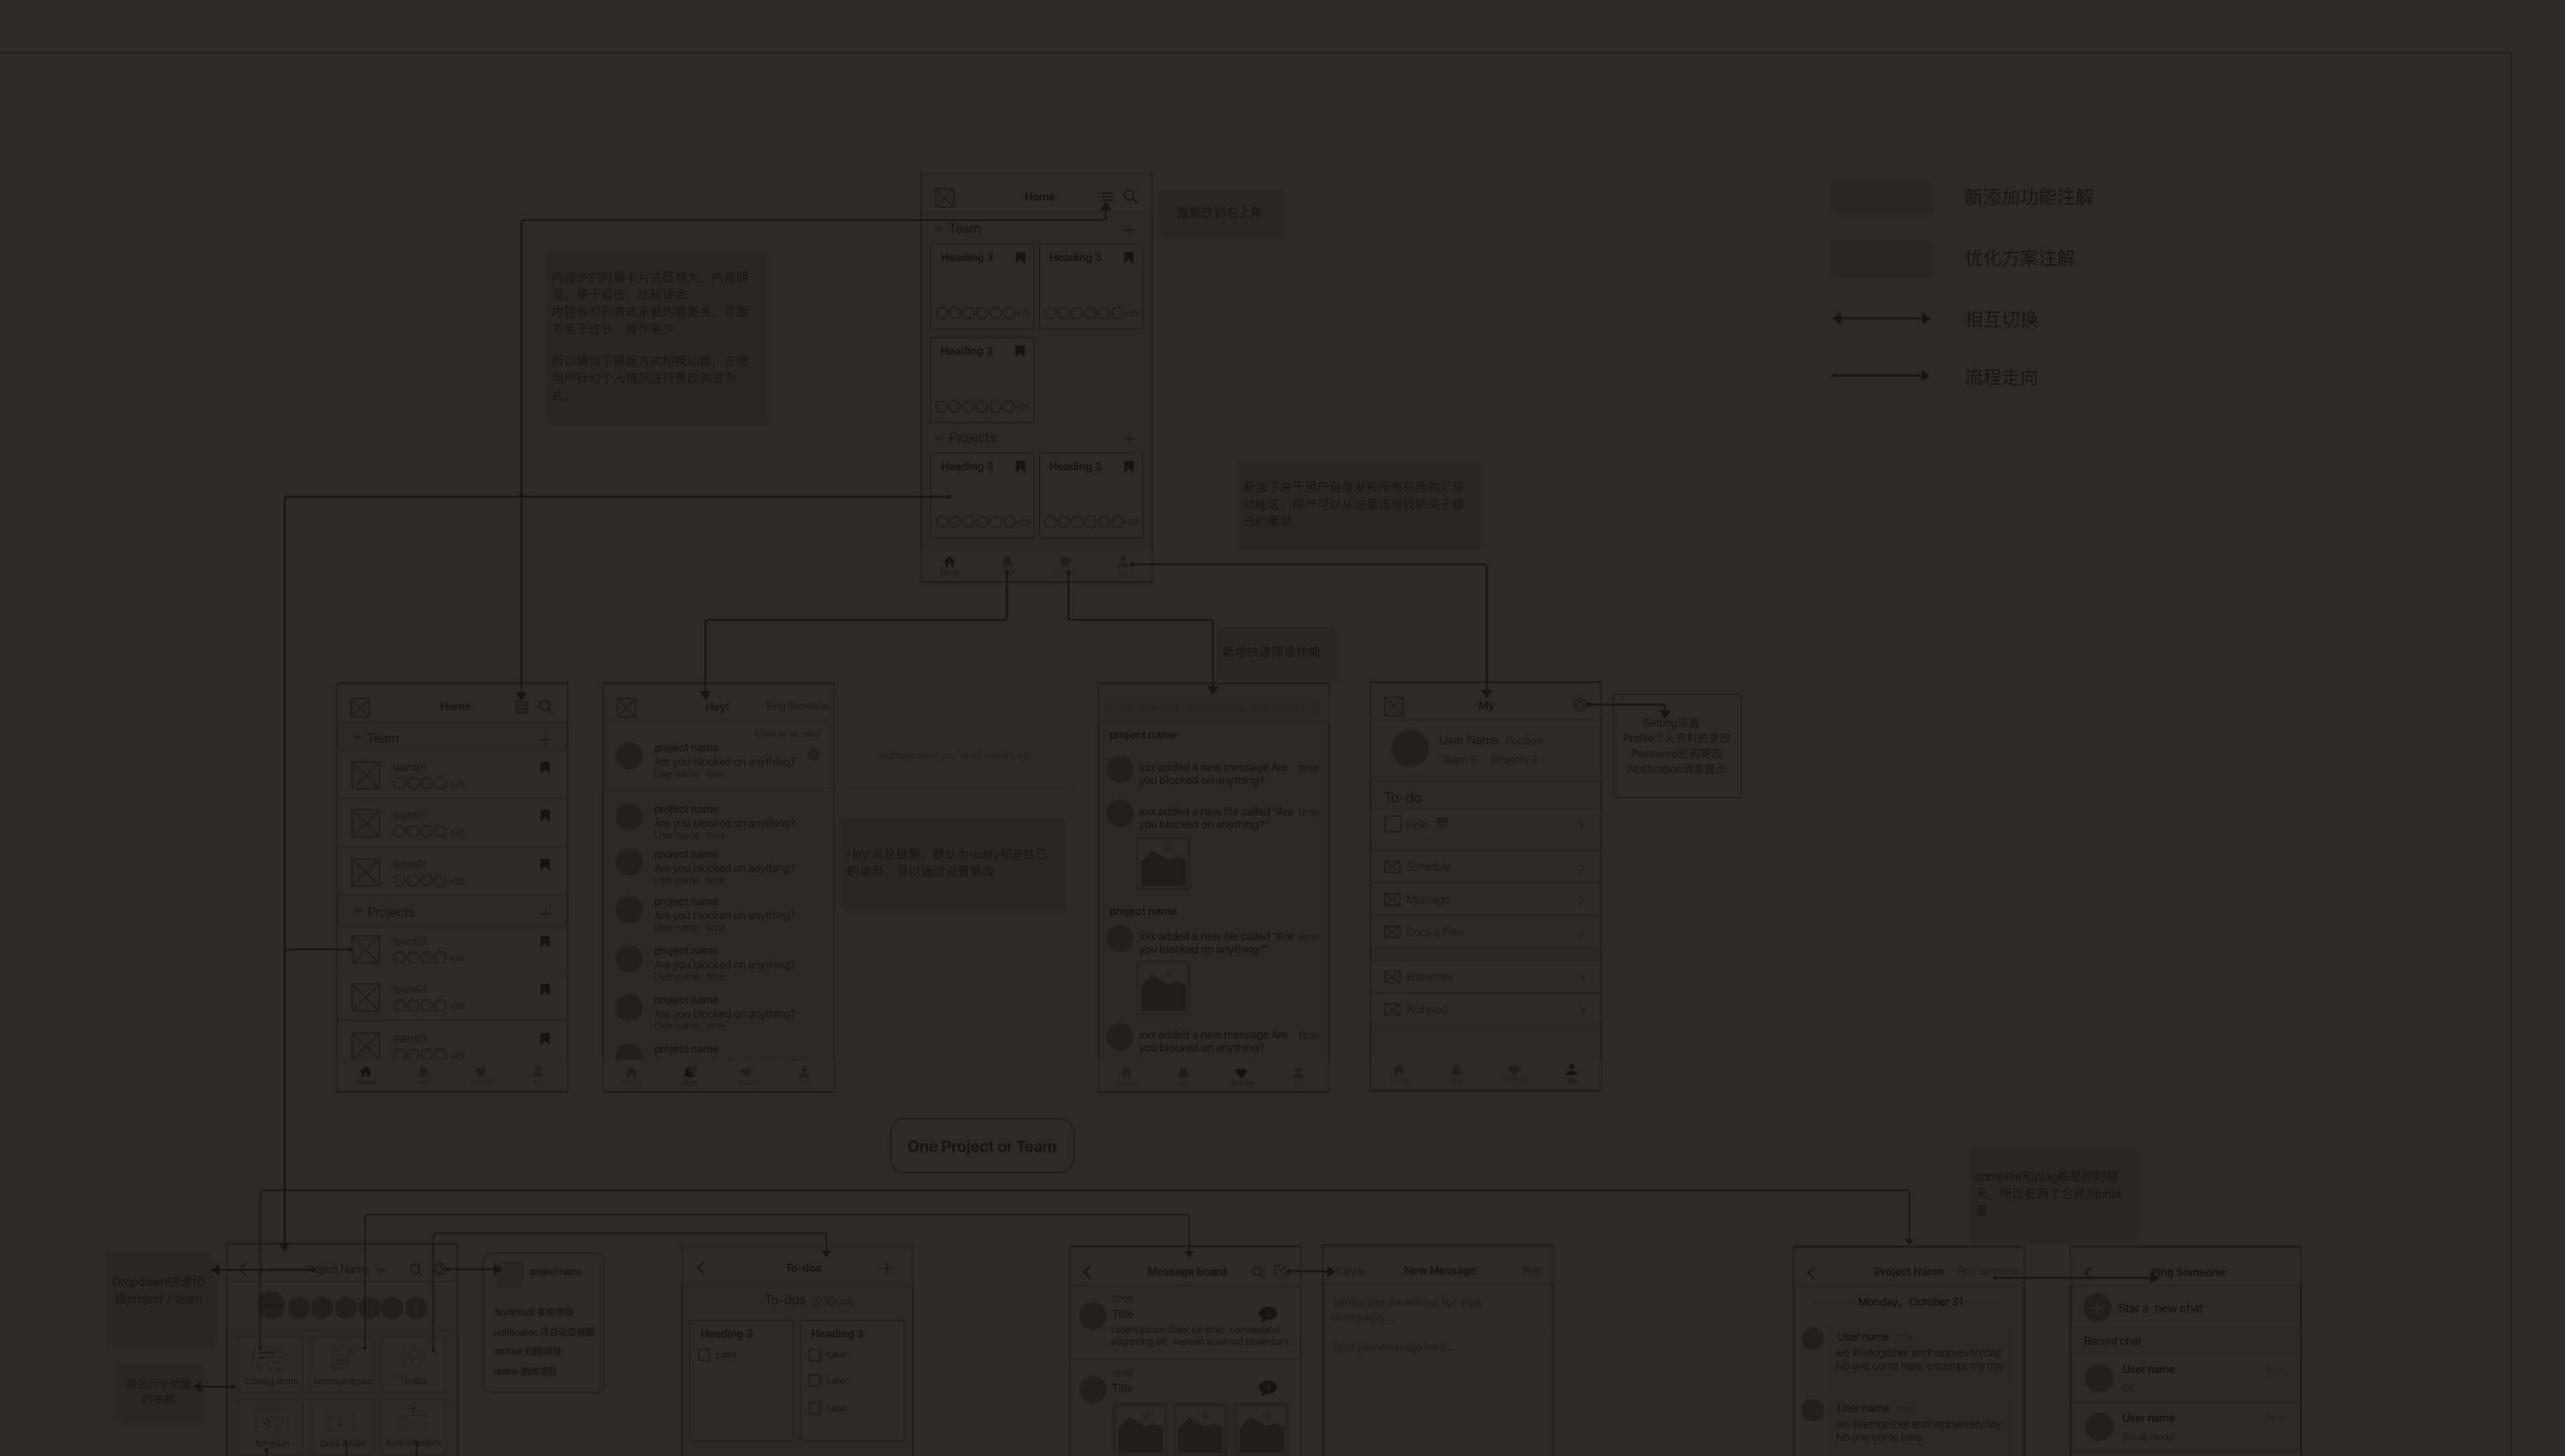 Home
搜索改到右上角
Team
Heading 3
Heading 3
+25
+25
Heading 3
+25
Projects
Heading 3
Heading 3
+25
+25
Home
新添加功能注解
优化方案注解
相互切换
流程走向
内容少的时候卡片式区域大、内容明
显、便于点击、比较适合
内容多时列表式承载内容更多、页面
不至于过长、操作更少。
所以增加了排版方式切换功能，方便
用户针对个人情况进行更改浏览方
式。
新加了关于用户自身发布所有东西的汇总
功能区，用户可以从这里迅速找到关于自
己的事项
新增快速筛选功能
Home
Team
team01
+25
team01
+25
team01
+25
Projects
team01
+25
team01
+25
team01
+25
Home
Hey!
Ping Someone
Mark all as read
project name
Are you blocked on anything?
User name time
project name
Are you blocked on anything?
User name time
project name
Are you blocked on anything?
User name time
project name
Are you blocked on anything?
User name time
project name
Are you blocked on anything?
User name time
project name
Are you blocked on anything?
User name time
project name
Hey!消息提醒，默认为notify和@自己
的消息，可以通过设置更改
project name
xxx added a new message Are
you blocked on anything?
time
xxx added a new file called "Are
you blocked on anything?"
time
project name
xxx added a new file called "Are
you blocked on anything?"
time
xxx added a new message Are
you blocked on anything?
time
My
User Name
Position
Team 3
Projects 3
To-do
Schedule
Message
Docs & Files
Bookmark
Archived
My
Setting设置
Profile个人资料的更改
Password密码更改
Notification消息提示
One Project or Team
Dropdown快速切
换project / team
简化六个功能
的布局
Project Name
Chating Room
Message Board
To-dos
Schedule
Docs & Files
project name
bookmark 星标项目
notification 项目动态提醒
archive 归档项目
delete 删除项目
To-dos
To-dos 2/3Done
Heading 3
Label
Heading 3
Label
Label
Label
Message board
time
Title
Lorem ipsum dolor sit amet, consectetur
adipiscing elit. Aenean euismod bibendum...
time
Title
Cancle
New Message
Post
Write the headline for this
message...
Type your message here...
compfire和ping都是即时聊
天，所以把两个合并到chat
里
Project Name
Ping Someone
Monday，October 31
User name
we livetogether andhappyeveryday.
No one come here, excempt my day
User name
we livetogether andhappyeveryday.
No one come here.
Ping Someone
Star a new chat
Recent chat
User name
OK
User name
We all ready!